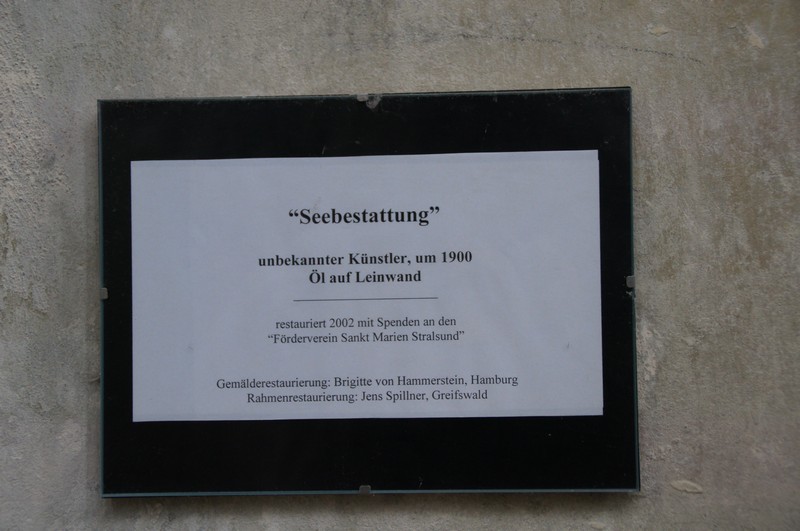 “Seebestattung”
unbekannter Künstler, um 1900
Öl auf Leinwand
restauriert 2002 mit Spenden an den
“Förderverein Sankt Marien Stralsund”
Gemälderestaurierung: Brigitte von Hammerstein, Hamburg
Rahmenrestaurierung: Jens Spillner, Greifswald